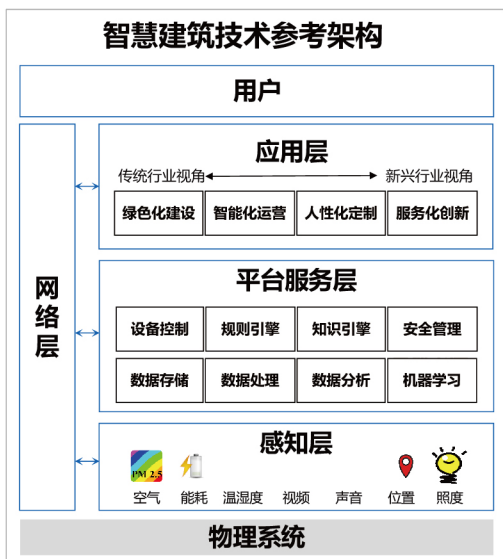 智慧建筑技术参考架构
用户
网络层
应用层
传统行业视角 新兴行业视角
绿色化建设 智能化运营 人性化定制 服务化创新
平台服务层
设备控制 规则引擎 知识引擎 安全管理
数据存储 数据处理 数据分析 机器学习
感知层
PM 2.5
空气 能耗 温湿度 视频 声音 位置 照度
物理系统